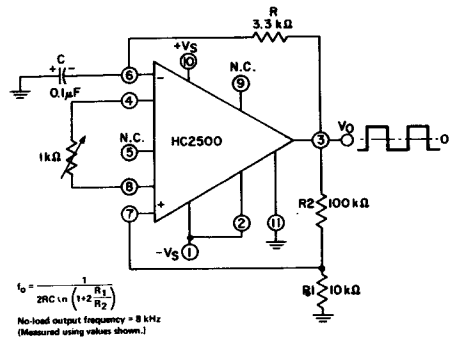 R
3.3 kΩ
+VS
10
C
+ −
6
−
0.1µF
4
N.C.
9
N.C.
5
HC2500
3
VO
0
1kΩ
8
+
7
2
11
R2
100 kΩ
−VS
1
R1
10kΩ
fo = 1
2RC ln (1+2 R1
R2)
No-load output frequency = 8 kHz
(Measured using values shown.)